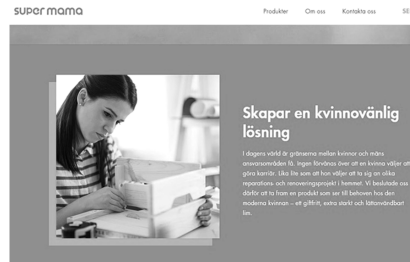 super mama
Produkter Om oss Kontakta oss SE
Skapar en kvinnovänlig
lösning
I dagens värld är gränserna mellan kvinnor och mäns
ansvarsområden få. Ingen förvånas över att en kvinna väljer att
göra karriär. Lika lite som att hon väljer att ta sig an olika
reparations- och renoveringsprojekt i hemmet. Vi beslutade oss
därför att ta fram en produkt som ser till behoven hos den
moderna kvinnan – ett giftfritt, extra starkt och lättanvändbart
lim.